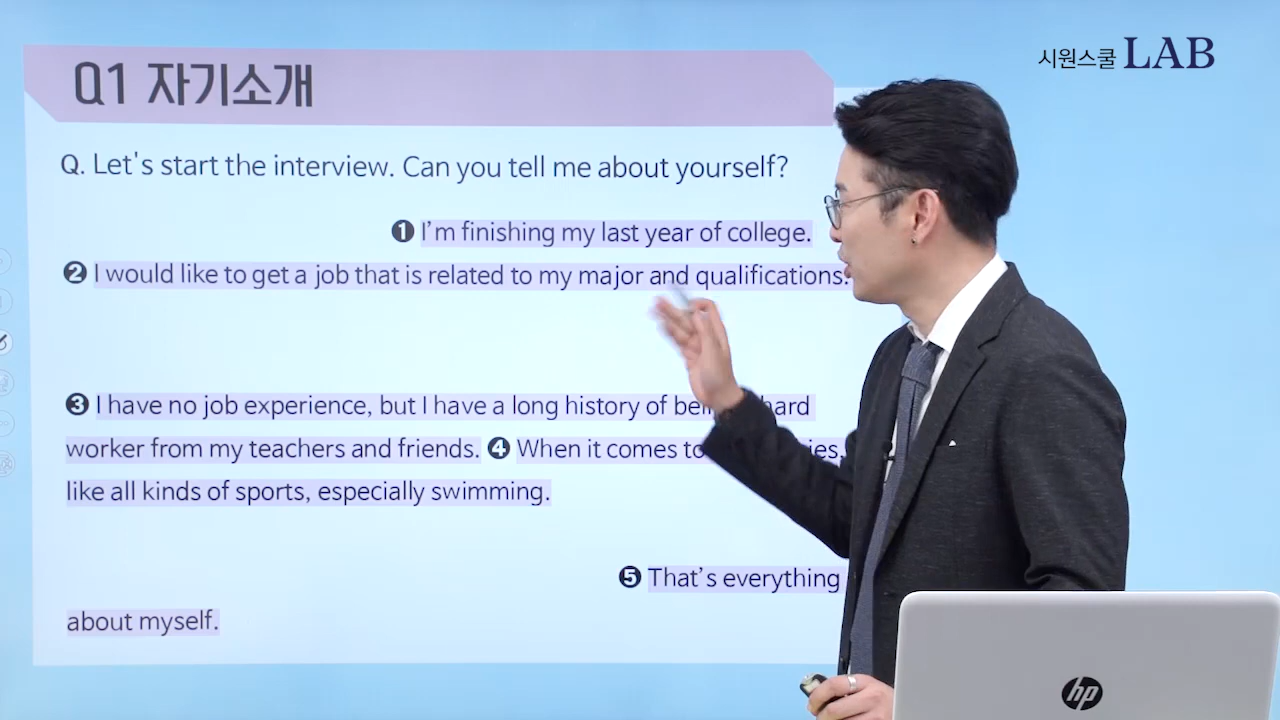 시원스쿨 LAB
Q1 자기소개
Q. Let's start the interview. Can you tell me about yourself?
❶ I'm finishing my last year of college.
❷ I would like to get a job that is related to my major and qualifications.
❸ I have no job experience, but I have a long history of hard
worker from my teachers and friends. ❹ When it comes to
like all kinds of sports, especially swimming.
❺ That's everything
about myself.
hp